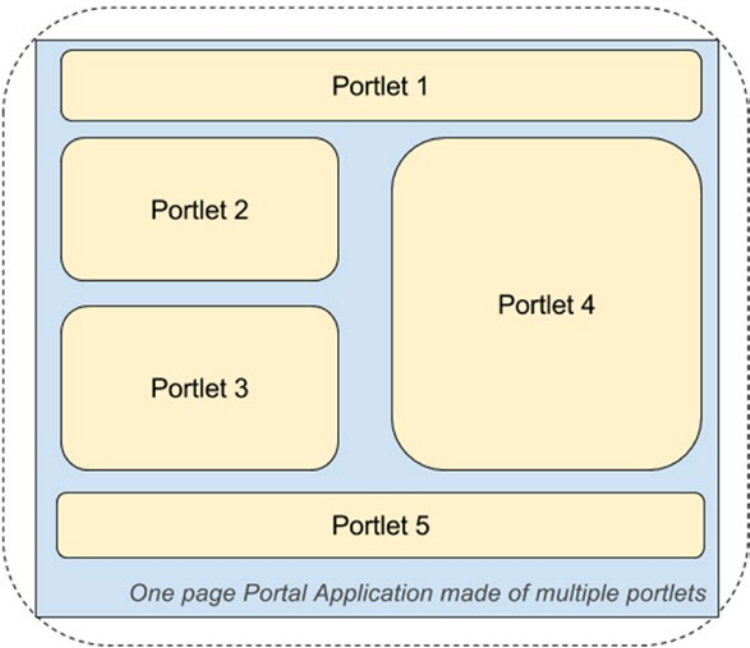 Portlet 1
Portlet 2
Portlet 3
Portlet 4
Portlet 5
One page Portal Application made of multiple portlets